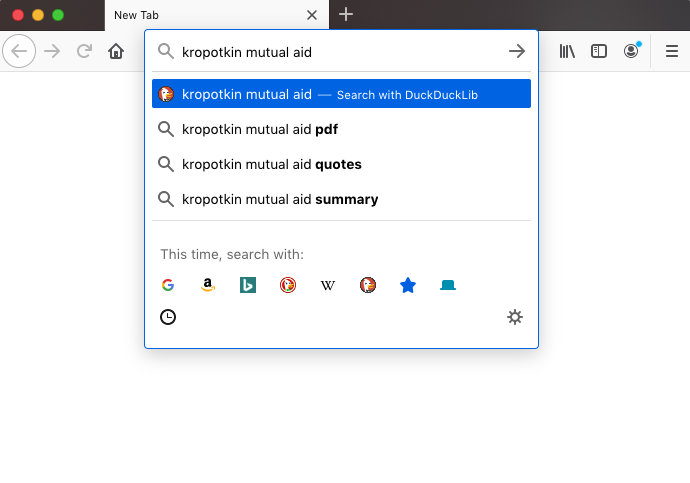 New Tab
kropotkin mutual aid
kropotkin mutual aid — Search with DuckDuckLib
kropotkin mutual aid pdf
kropotkin mutual aid quotes
kropotkin mutual aid summary
This time, search with: